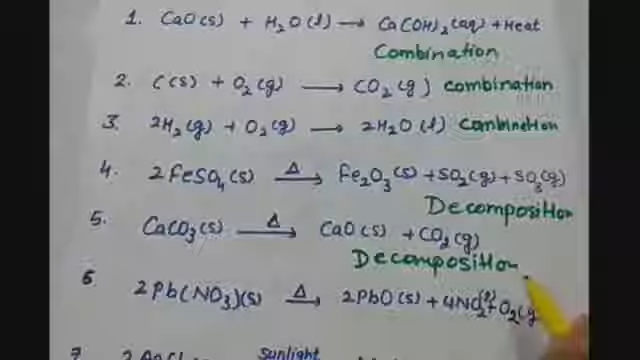 1. CaO(s) + H₂O(l) → Ca(OH)₂(aq) + Heat
Combination
2. C(s) + O₂(g) → CO₂(g) combination
3. 2H₂(g) + O₂(g) → 2H₂O(l) Combination
4. 2FeSO₄(s) Δ→ Fe₂O₃(s) + SO₂(g) + SO₃(g)
Decomposition
5. CaCO₃(s) Δ→ CaO(s) + CO₂(g)
Decomposition
6 2Pb(NO₃)(s) Δ→ 2PbO(s) + 4NO₂(g) + O₂(g
7. Sunlight